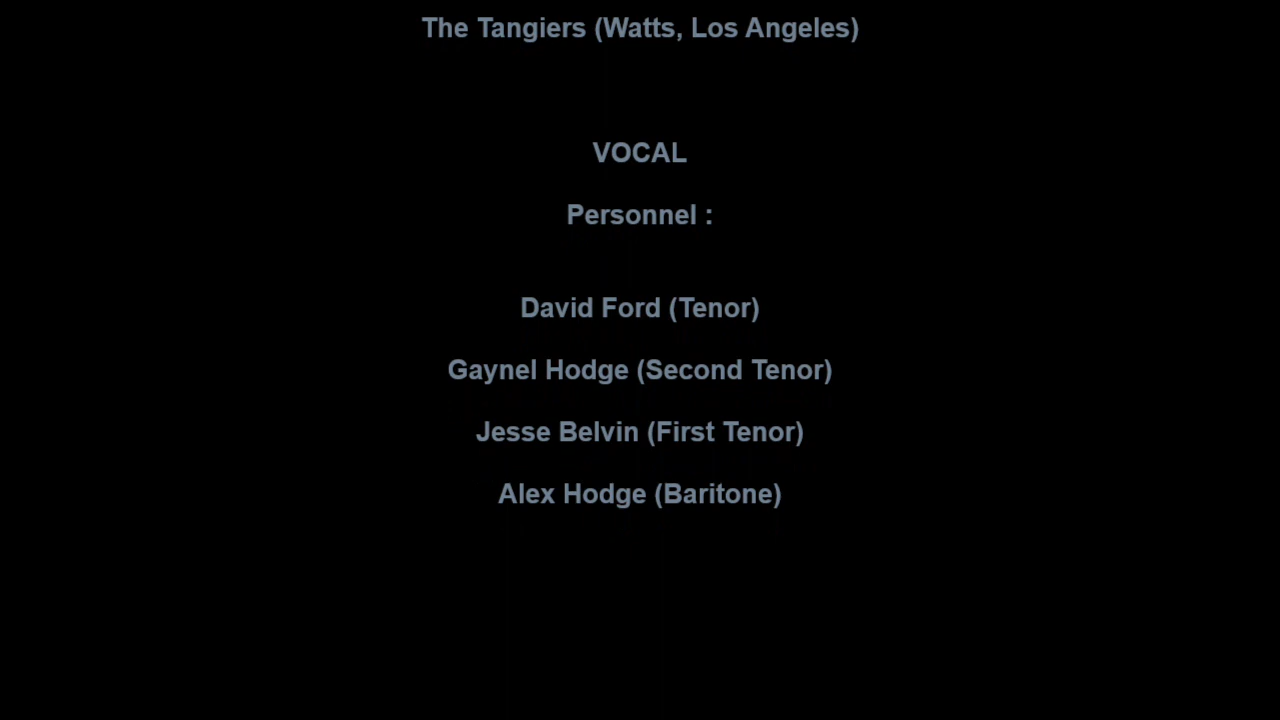 The Tangiers (Watts, Los Angeles)
VOCAL
Personnel :
David Ford (Tenor)
Gaynel Hodge (Second Tenor)
Jesse Belvin (First Tenor)
Alex Hodge (Baritone)